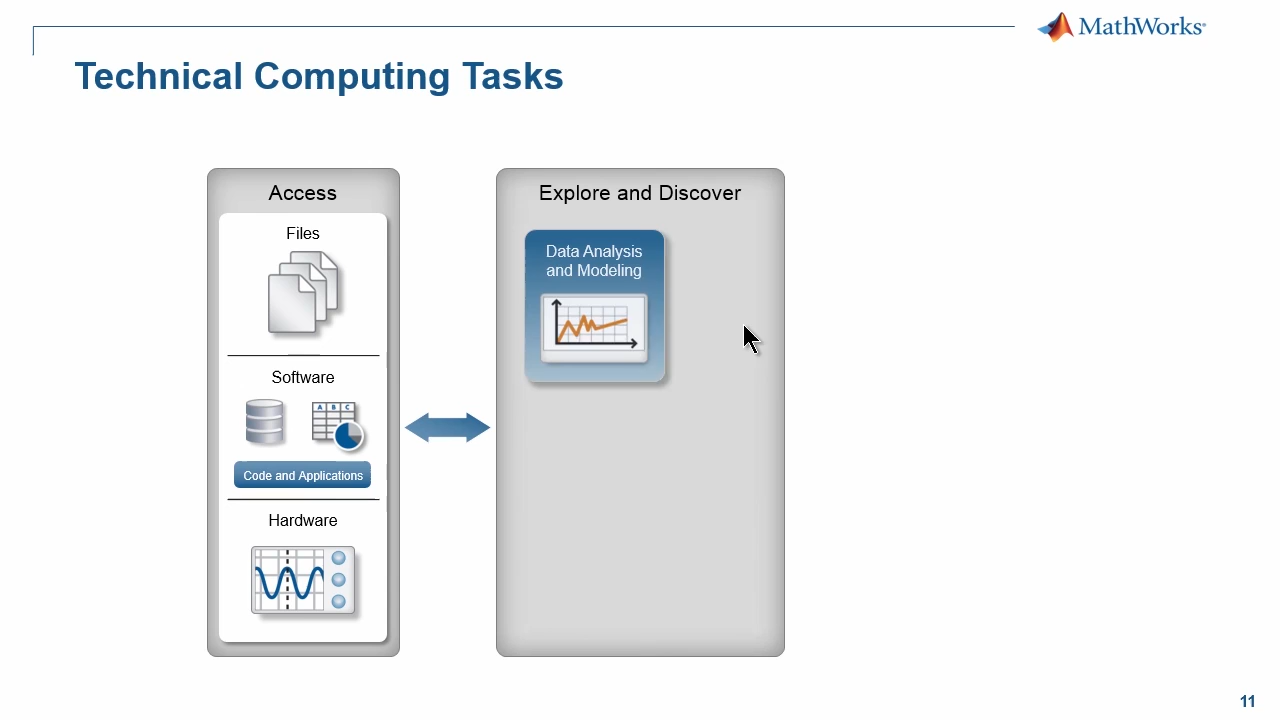 MathWorks®
Technical Computing Tasks
Access
Files
Software
A B C
Code and Applications
Hardware
Explore and Discover
Data Analysis
and Modeling
11